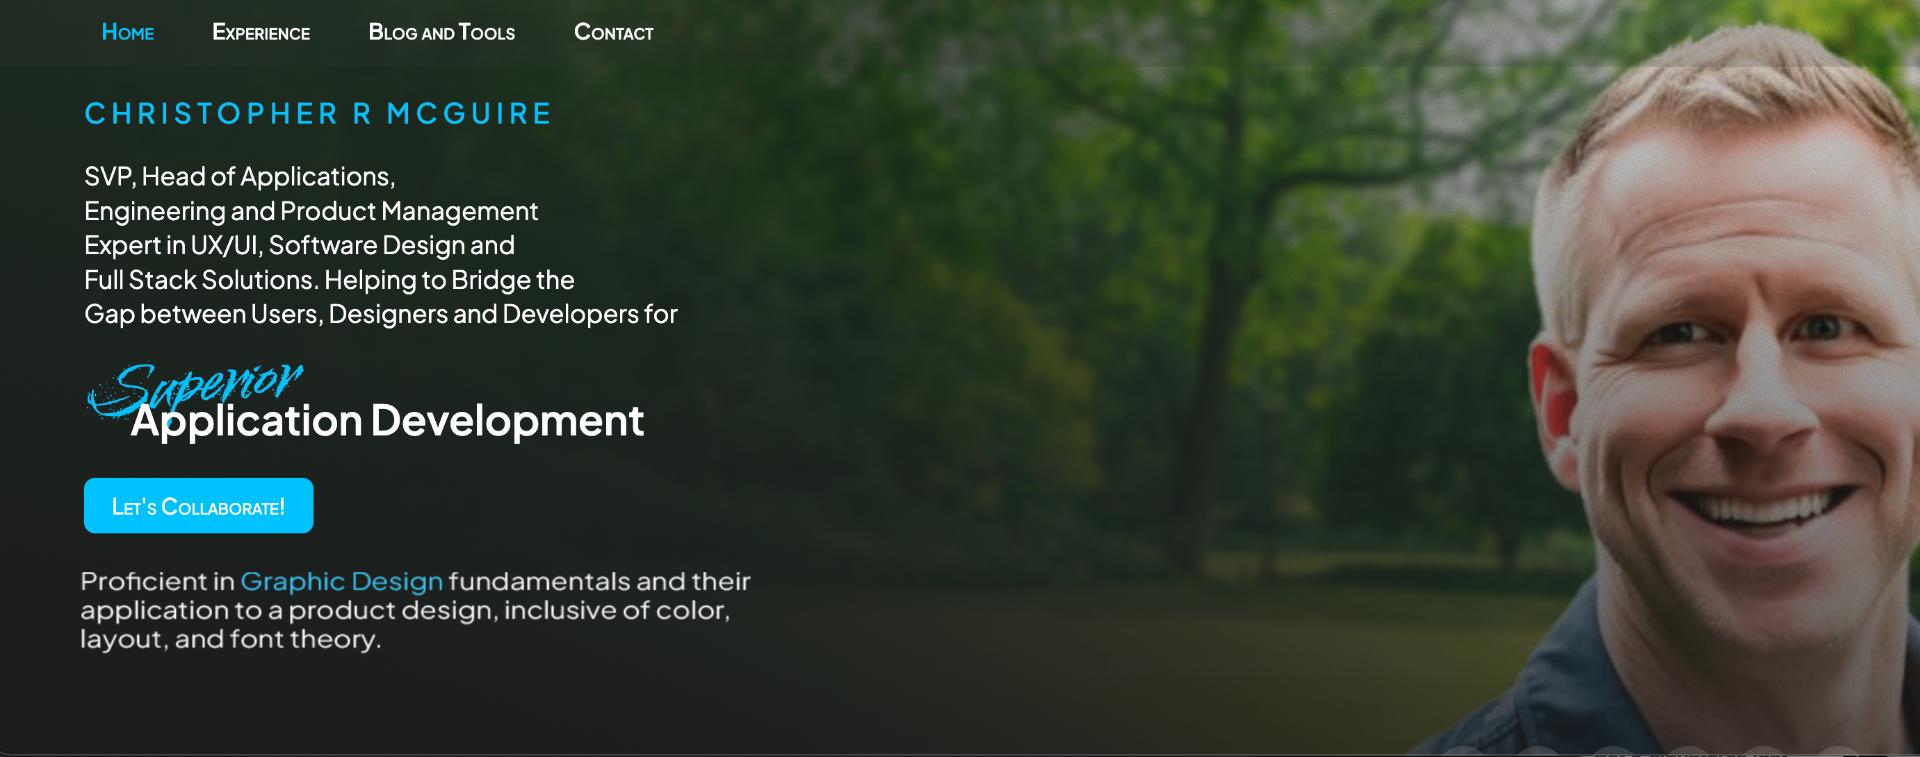 Home Experience Blog and Tools Contact
CHRISTOPHER R MCGUIRE
SVP, Head of Applications,
Engineering and Product Management
Expert in UX/UI, Software Design and
Full Stack Solutions. Helping to Bridge the
Gap between Users, Designers and Developers for
Superior
Application Development
Let's Collaborate!
Proficient in Graphic Design fundamentals and their
application to a product design, inclusive of color,
layout, and font theory.